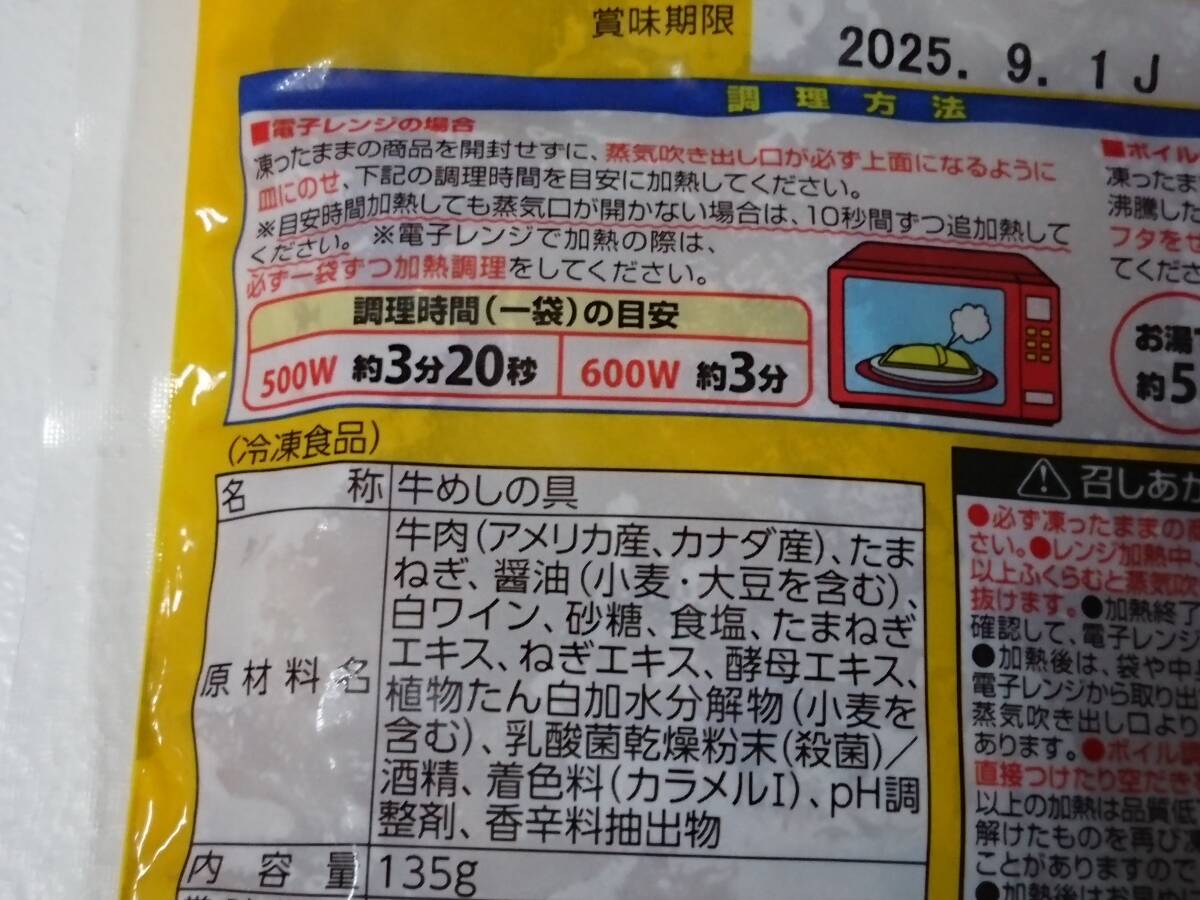 賞味期限
2025. 9. 1 J
調理方法
■電子レンジの場合
凍ったままの商品を開封せずに、蒸気吹き出し口が必ず上面になるように
皿にのせ、下記の調理時間を目安に加熱してください。
※目安時間加熱しても蒸気口が開かない場合は、10秒間ずつ追加熱して
ください。 ※電子レンジで加熱の際は、
必ず一袋ずつ加熱調理をしてください。
調理時間(一袋)の目安
500W 約3分20秒
600W 約3分
■ボイル
凍ったま
沸騰した
フタをせ
てくださ
お湯
約5
(冷凍食品)
名称 牛めしの具
原材料名
牛肉(アメリカ産、カナダ産)、たま
ねぎ、醤油(小麦・大豆を含む)、
白ワイン、砂糖、食塩、たまねぎ
エキス、ねぎエキス、酵母エキス、
植物たん白加水分解物(小麦を
含む)、乳酸菌乾燥粉末(殺菌)/
酒精、着色料(カラメルI)、pH調
整剤、香辛料抽出物
内容量 135g
召しあ
●必ず凍ったままの
さい。●レンジ加熱中
以上ふくらむと蒸気吹
抜けます。●加熱終了
確認して、電子レンジ
●加熱後は、袋や中
電子レンジから取り出
蒸気吹き出し口より
あります。●ボイル調
直接つけたり空だき
以上の加熱は品質低
解けたものを再び
ことがありますので
●加熱後はお早めに